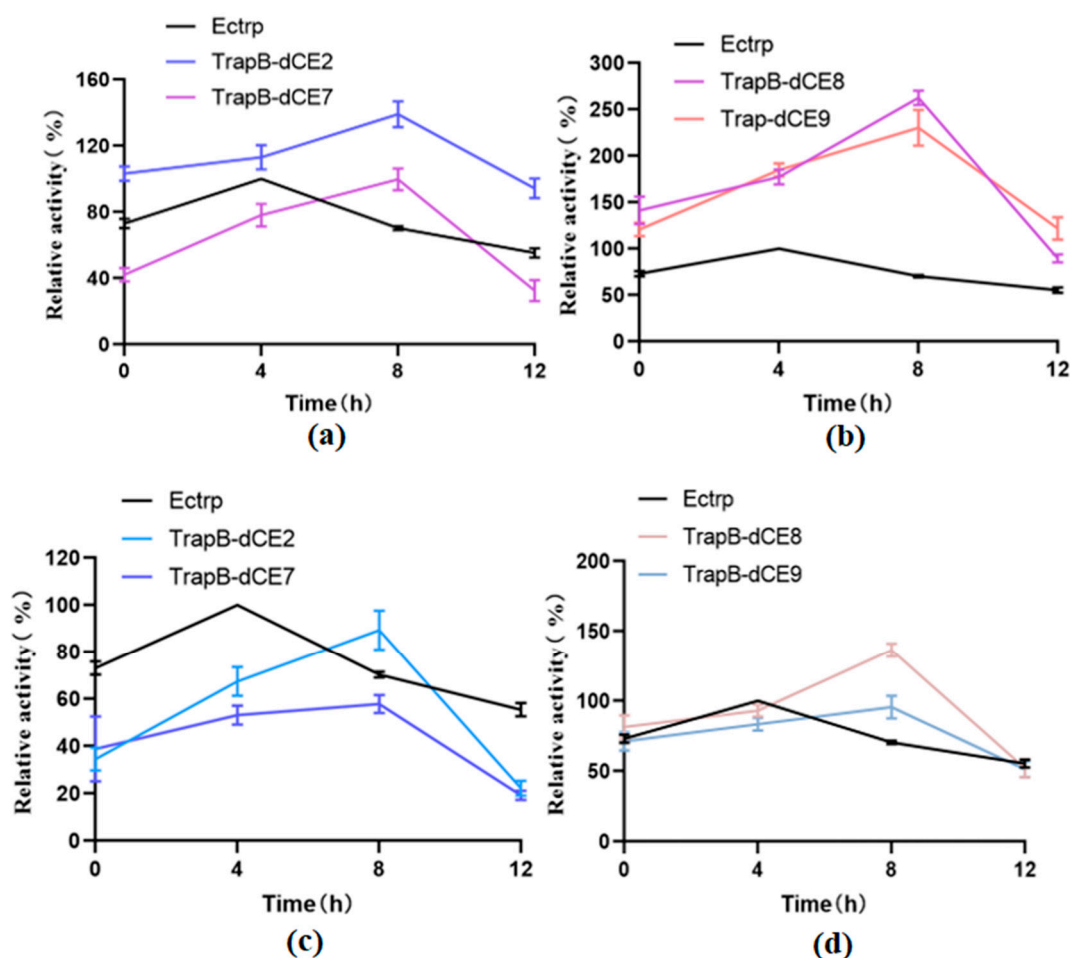 Ectrp
TrapB-dCE2
TrapB-dCE7
Relative activity ( %)
160
120
80
40
0
0 4 8 12
Time(h)
(a)
Ectrp
TrapB-dCE8
Trap-dCE9
Relative activity ( %)
300
250
200
150
100
50
0
0 4 8 12
Time(h)
(b)
Ectrp
TrapB-dCE2
TrapB-dCE7
Relative activity ( %)
120
100
80
60
40
20
0
0 4 8 12
Time(h)
(c)
Ectrp
TrapB-dCE8
TrapB-dCE9
Relative activity ( %)
200
150
100
50
0
0 4 8 12
Time(h)
(d)